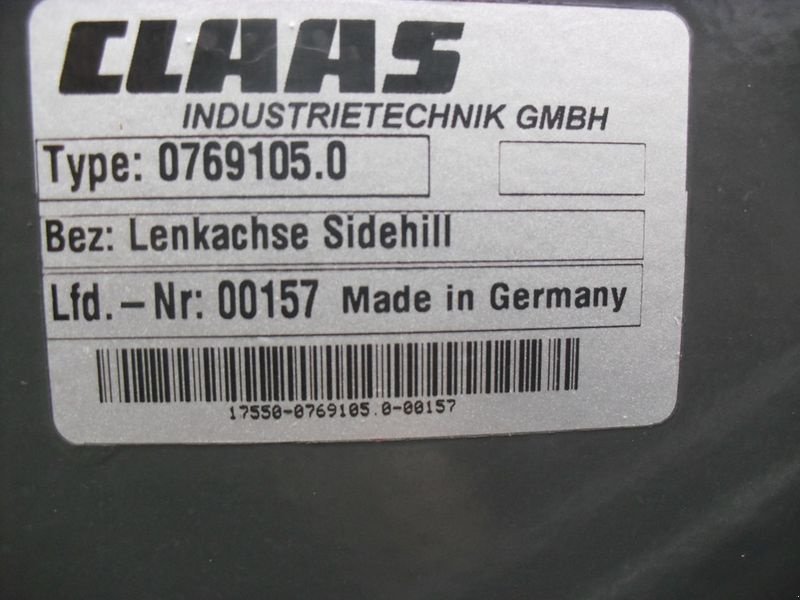 CLAAS
INDUSTRIETECHNIK GMBH
Type: 0769105.0
Bez: Lenkachse Sidehill
Lfd. - Nr: 00157 Made in Germany
17550-0769105.0-00157